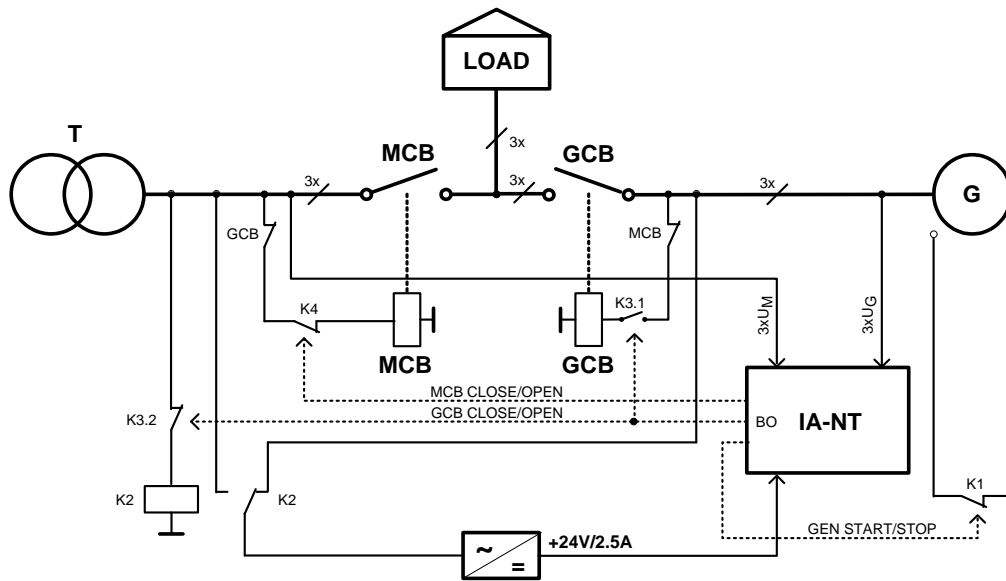 LOAD
T
MCB
GCB
3x
3x
3x
3x
G
GCB
MCB
K4
K3.1
3xUM
3xUG
MCB
GCB
MCB CLOSE/OPEN
GCB CLOSE/OPEN
K3.2
BO
IA-NT
K2
K2
K1
GEN START/STOP
+24V/2.5A
~
=